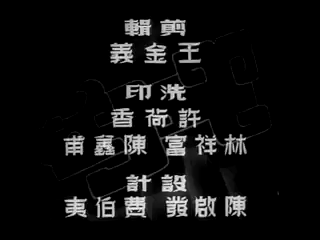 剪輯
王金義
洗印
許荷香
林祥富 陳鑫甫
設計
陳啟發 費伯夷